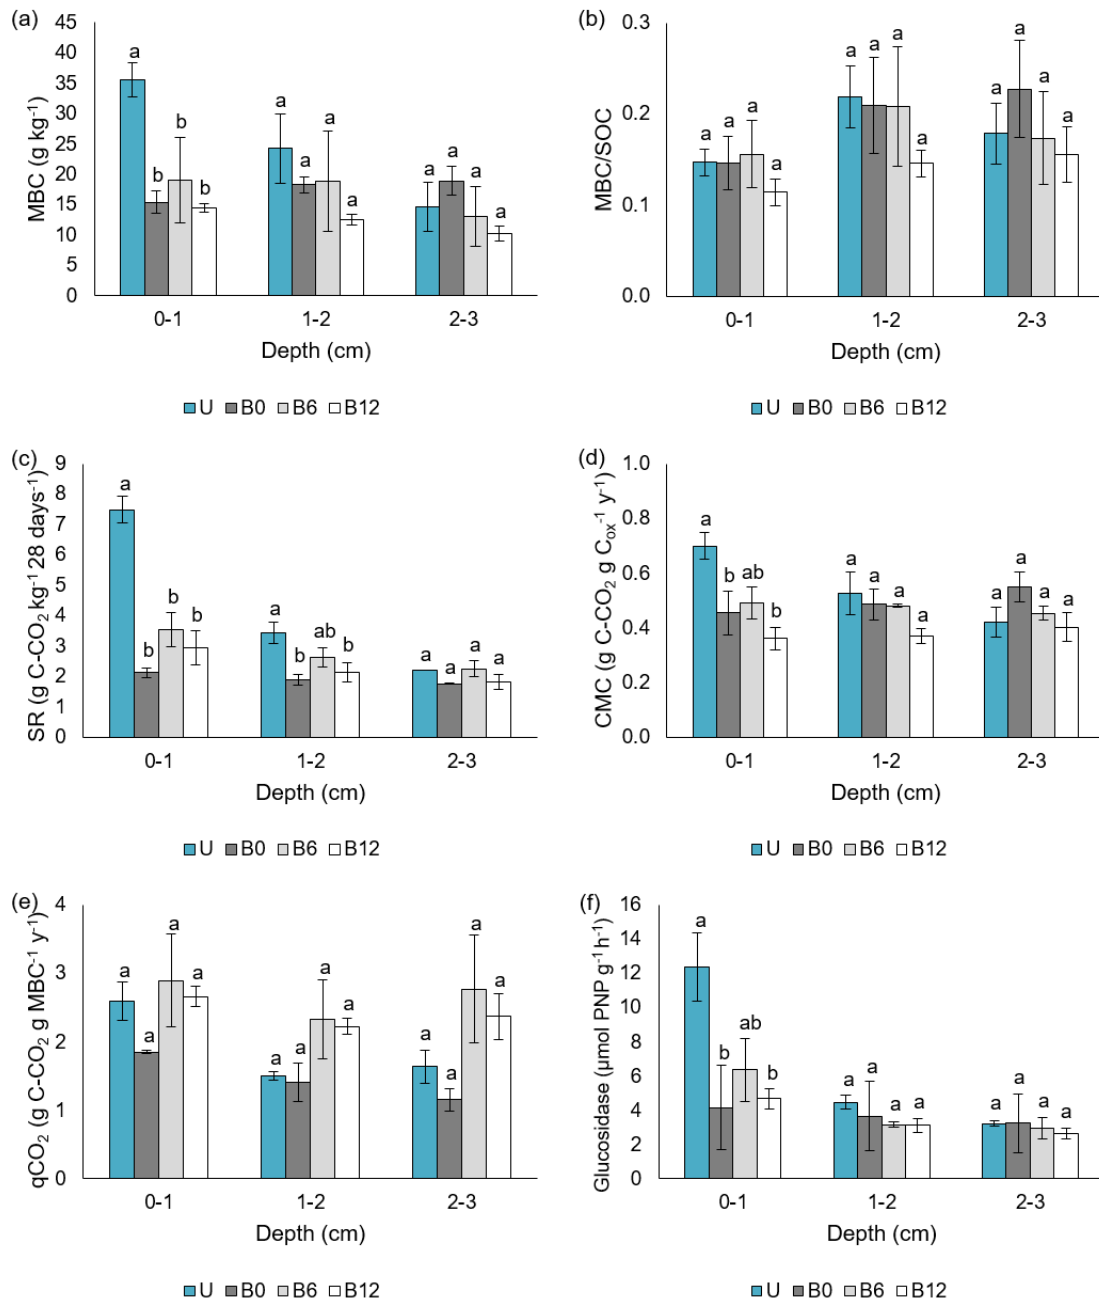 (a)
MBC (g kg⁻¹)
45
40
35
30
25
20
15
10
5
0
a
b
b
b
a
a
a
a
a
a
a
a
0-1
1-2
2-3
Depth (cm)
U B0 B6 B12
(b)
MBC/SOC
0.3
0.2
0.1
0.0
a
a
a
a
a
a
a
a
a
a
a
a
0-1
1-2
2-3
Depth (cm)
U B0 B6 B12
(c)
SR (g C-CO₂ kg⁻¹ 28 days⁻¹)
9
8
7
6
5
4
3
2
1
0
a
b
b
b
a
b
ab
b
a
a
a
a
0-1
1-2
2-3
Depth (cm)
U B0 B6 B12
(d)
CMC (g C-CO₂ g Cₒₓ⁻¹ y⁻¹)
1.0
0.8
0.6
0.4
0.2
0.0
a
b
ab
b
a
a
a
a
a
a
a
a
0-1
1-2
2-3
Depth (cm)
U B0 B6 B12
(e)
qCO₂ (g C-CO₂ g MBC⁻¹ y⁻¹)
4
3
2
1
0
a
a
a
a
a
a
a
a
a
a
a
a
0-1
1-2
2-3
Depth (cm)
U B0 B6 B12
(f)
Glucosidase (μmol PNP g⁻¹ h⁻¹)
16
14
12
10
8
6
4
2
0
a
b
ab
b
a
a
a
a
a
a
a
a
0-1
1-2
2-3
Depth (cm)
U B0 B6 B12